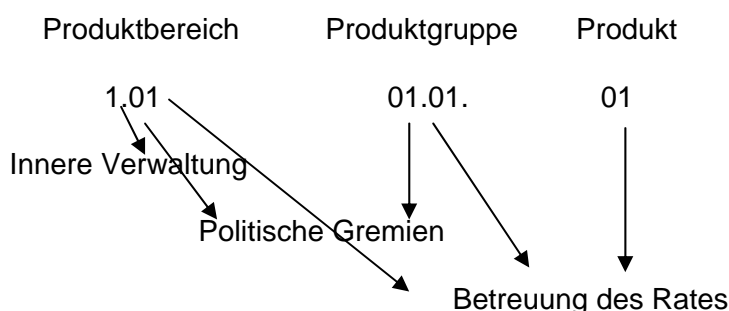 Produktbereich Produktgruppe Produkt
1.01 01.01. 01
Innere Verwaltung
Politische Gremien
Betreuung des Rates